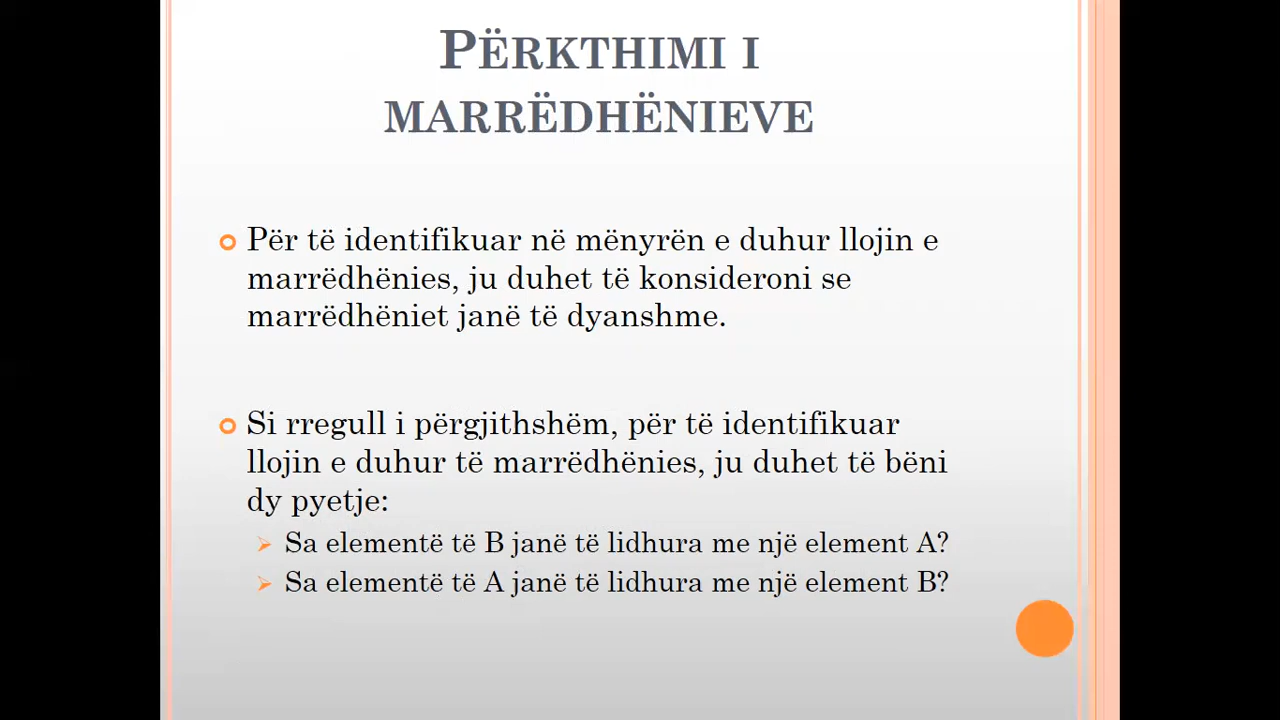 PËRKTHIMI I
MARRËDHËNIEVE
Për të identifikuar në mënyrën e duhur llojin e
marrëdhënies, ju duhet të konsideroni se
marrëdhëniet janë të dyanshme.
Si rregull i përgjithshëm, për të identifikuar
llojin e duhur të marrëdhënies, ju duhet të bëni
dy pyetje:
Sa elementë të B janë të lidhura me një element A?
Sa elementë të A janë të lidhura me një element B?